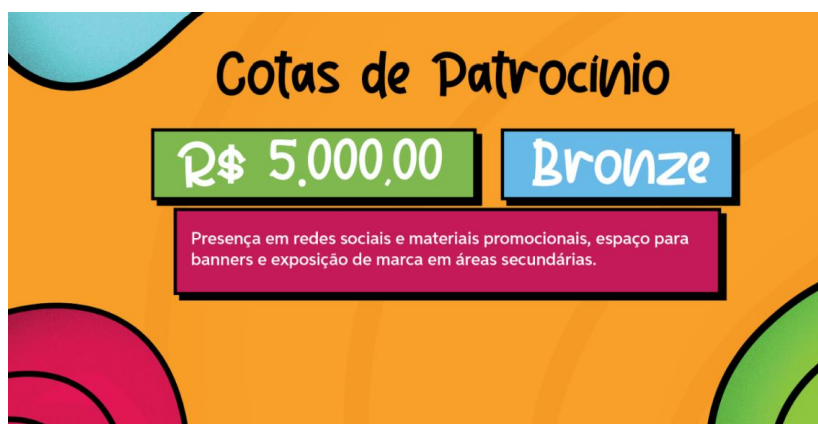 Cotas de Patrocínio
R$ 5.000,00
Bronze
Presença em redes sociais e materiais promocionais, espaço para
banners e exposição de marca em áreas secundárias.